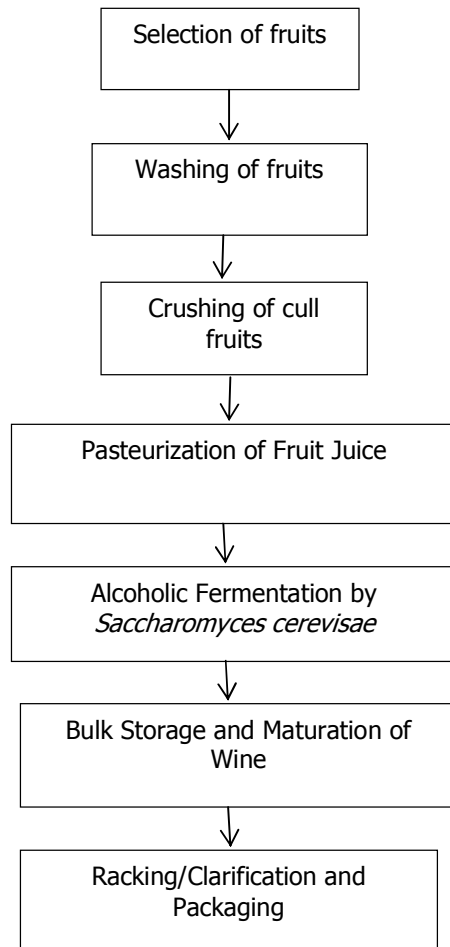 Selection of fruits
Washing of fruits
Crushing of cull
fruits
Pasteurization of Fruit Juice
Alcoholic Fermentation by
Saccharomyces cerevisae
Bulk Storage and Maturation of
Wine
Racking/Clarification and
Packaging